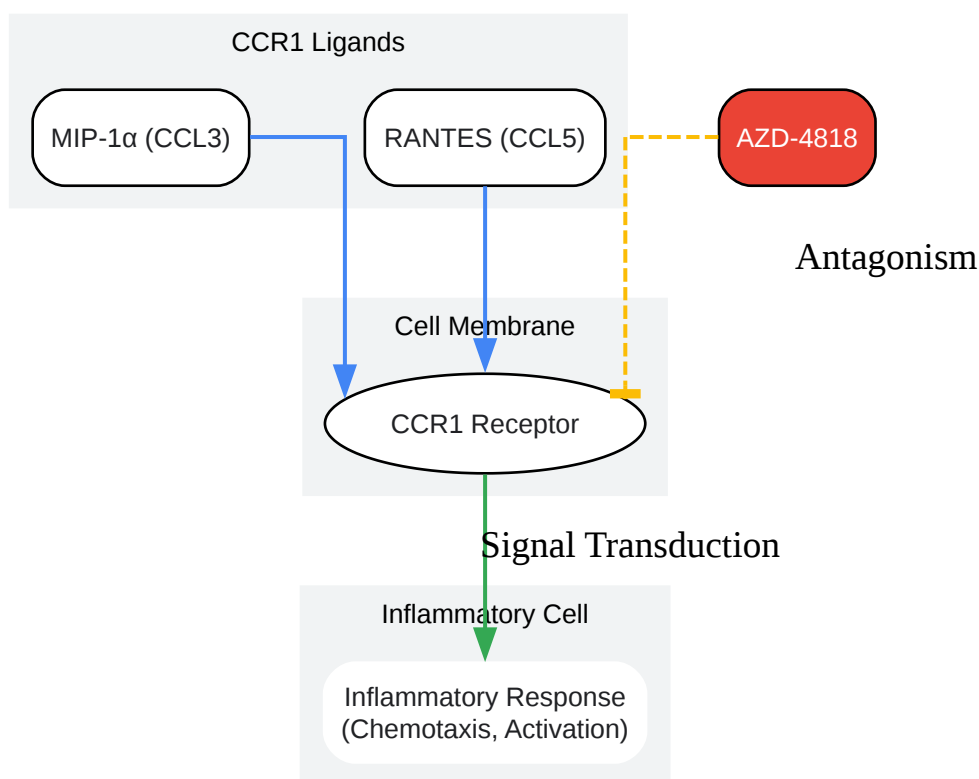 CCR1 Ligands
MIP-1α (CCL3)
RANTES (CCL5)
AZD-4818
Antagonism
Cell Membrane
CCR1 Receptor
Signal Transduction
Inflammatory Cell
Inflammatory Response
(Chemotaxis, Activation)